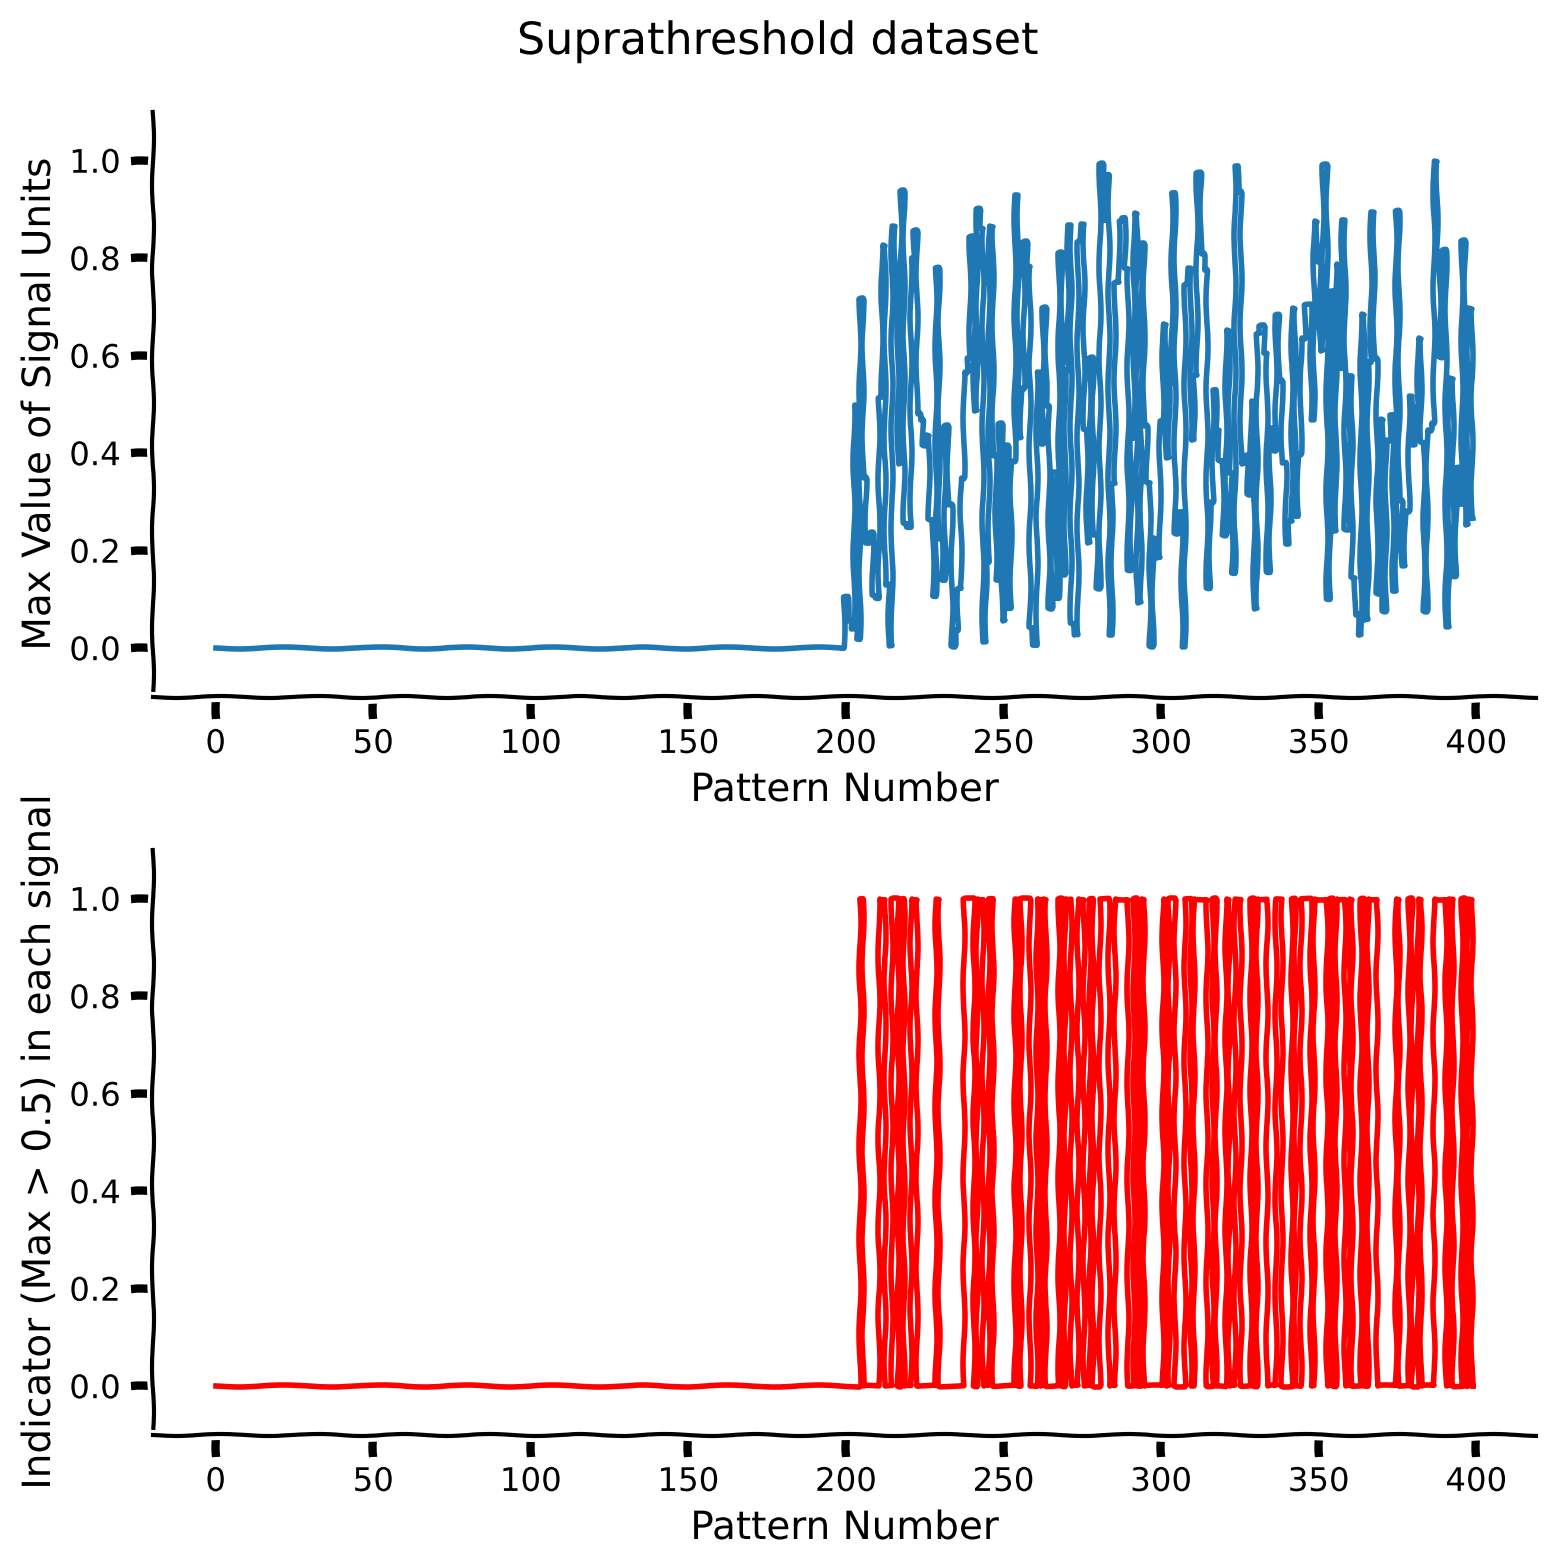 Suprathreshold dataset
Max Value of Signal Units
1.0
0.8
0.6
0.4
0.2
0.0
0 50 100 150 200 250 300 350 400
Pattern Number
Indicator (Max > 0.5) in each signal
1.0
0.8
0.6
0.4
0.2
0.0
0 50 100 150 200 250 300 350 400
Pattern Number